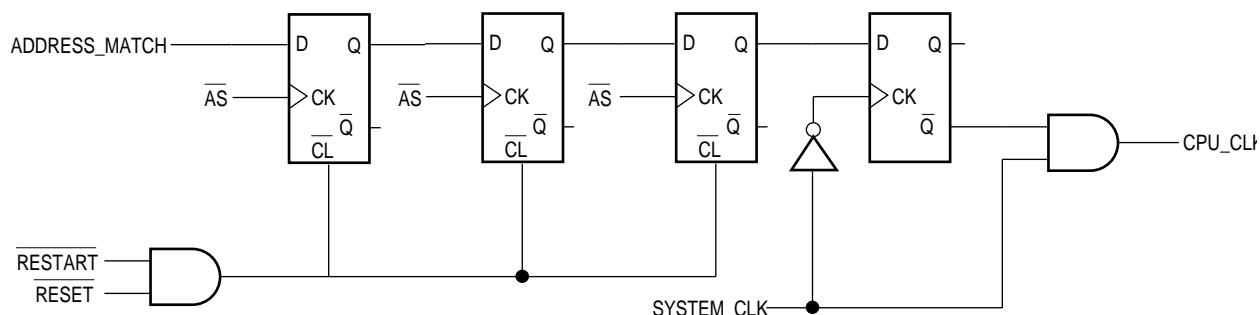 ADDRESS_MATCH
D Q
AS
CK
Q
CL
D Q
AS
CK
Q
CL
D Q
AS
CK
Q
CL
D Q
CK
Q
CPU_CLK
RESTART
RESET
SYSTEM_CLK